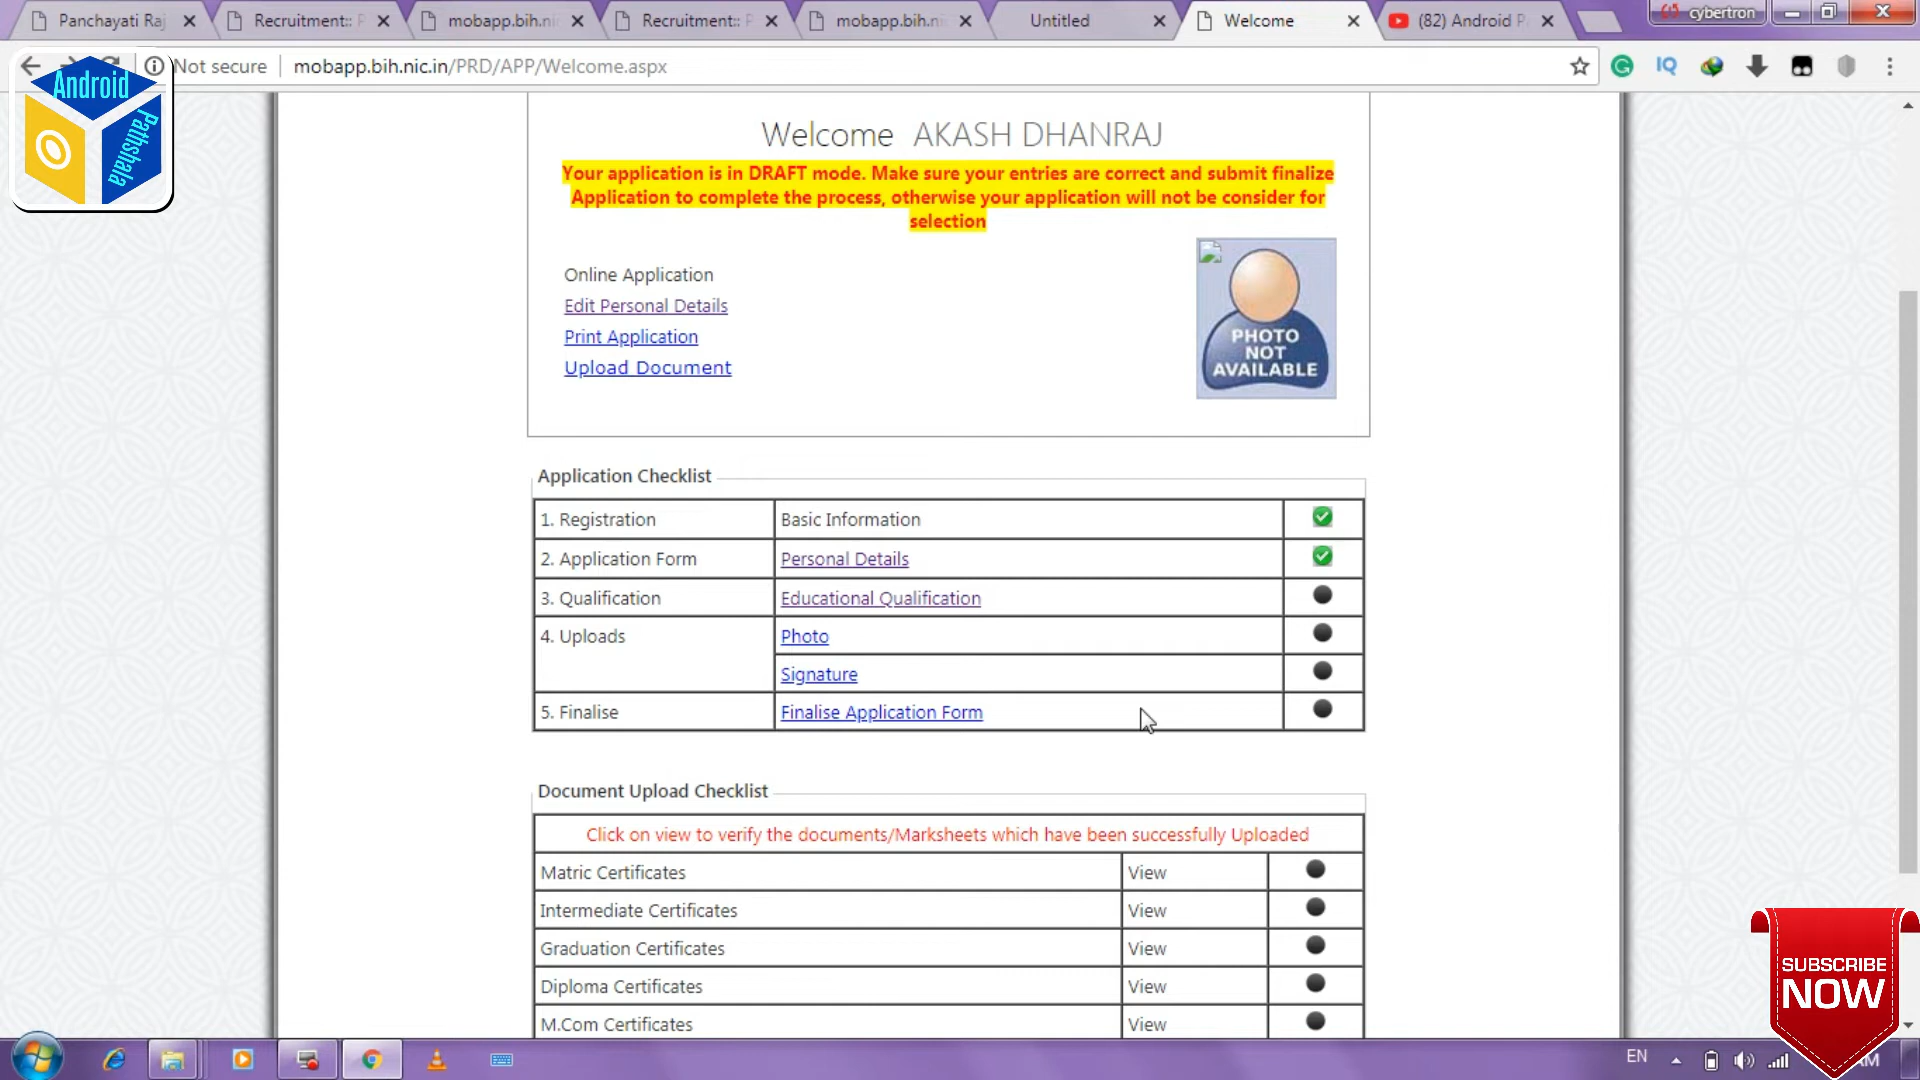 Panchayati Raj
Recruitment:: P
mobapp.bih.ni
Recruitment:: P
mobapp.bih.ni
Untitled
Welcome
(82) Android P
cybertron
Not secure
mobapp.bih.nic.in/PRD/APP/Welcome.aspx
IQ
Android
Pathshala
Welcome AKASH DHANRAJ
Your application is in DRAFT mode. Make sure your entries are correct and submit finalize
Application to complete the process, otherwise your application will not be consider for
selection
Online Application
Edit Personal Details
Print Application
Upload Document
PHOTO
NOT
AVAILABLE
Application Checklist
1. Registration Basic Information
2. Application Form Personal Details
3. Qualification Educational Qualification
4. Uploads Photo
Signature
5. Finalise Finalise Application Form
Document Upload Checklist
Click on view to verify the documents/Marksheets which have been successfully Uploaded
Matric Certificates View
Intermediate Certificates View
Graduation Certificates View
Diploma Certificates View
M.Com Certificates View
SUBSCRIBE
NOW
EN